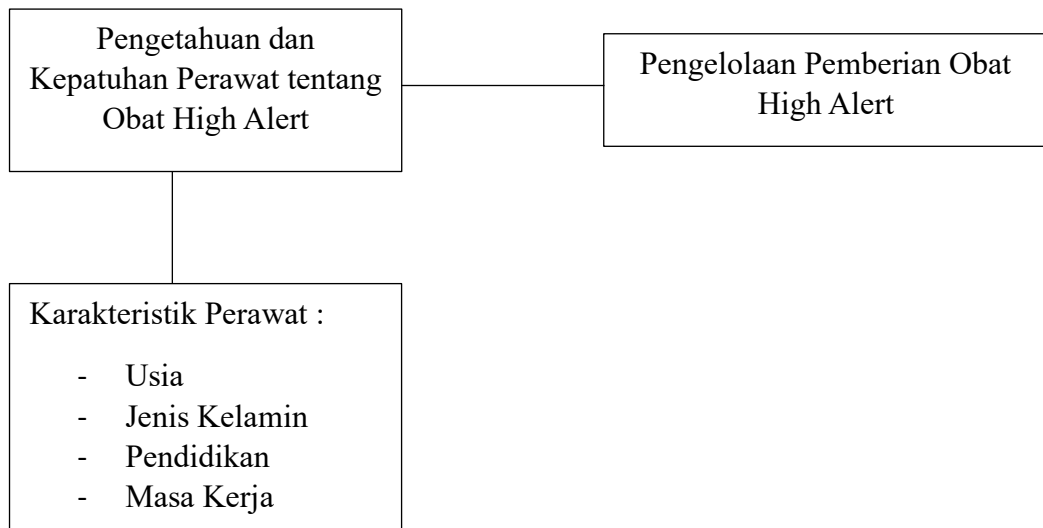 Pengetahuan dan
Kepatuhan Perawat tentang
Obat High Alert
Pengelolaan Pemberian Obat
High Alert
Karakteristik Perawat :
- Usia
- Jenis Kelamin
- Pendidikan
- Masa Kerja